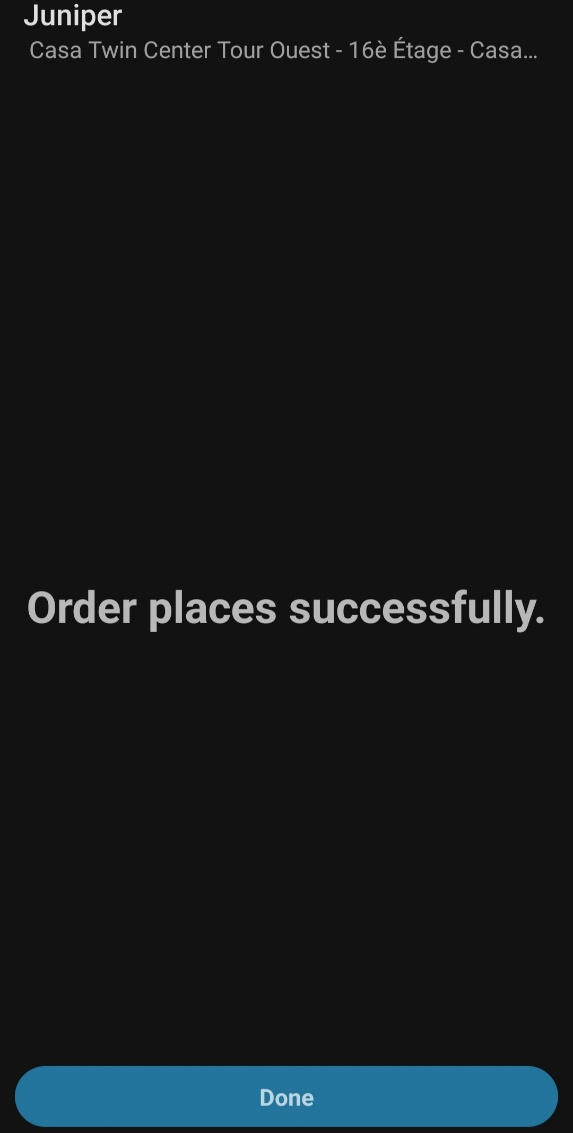 Juniper
Casa Twin Center Tour Ouest - 16è Étage - Casa...
Order places successfully.
Done